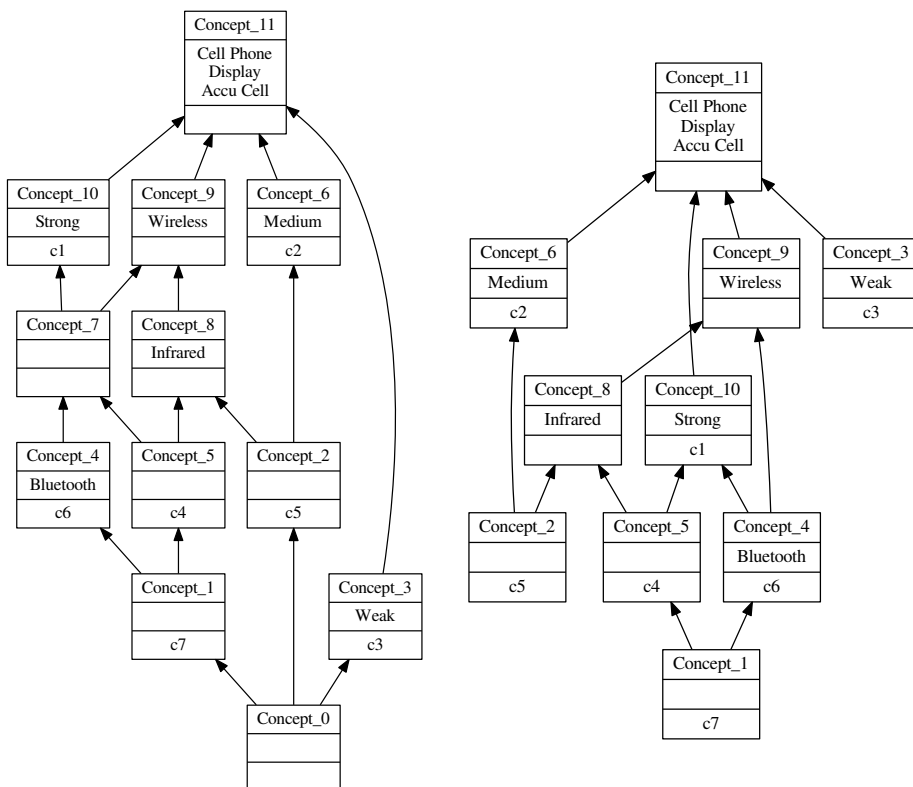 Concept_11
Cell Phone
Display
Accu Cell
Concept_10
Strong
c1
Concept_9
Wireless
Concept_6
Medium
c2
Concept_7
Concept_8
Infrared
Concept_4
Bluetooth
c6
Concept_5
c4
Concept_2
c5
Concept_1
c7
Concept_3
Weak
c3
Concept_0
Concept_11
Cell Phone
Display
Accu Cell
Concept_6
Medium
c2
Concept_9
Wireless
Concept_3
Weak
c3
Concept_8
Infrared
Concept_10
Strong
c1
Concept_2
c5
Concept_5
c4
Concept_4
Bluetooth
c6
Concept_1
c7